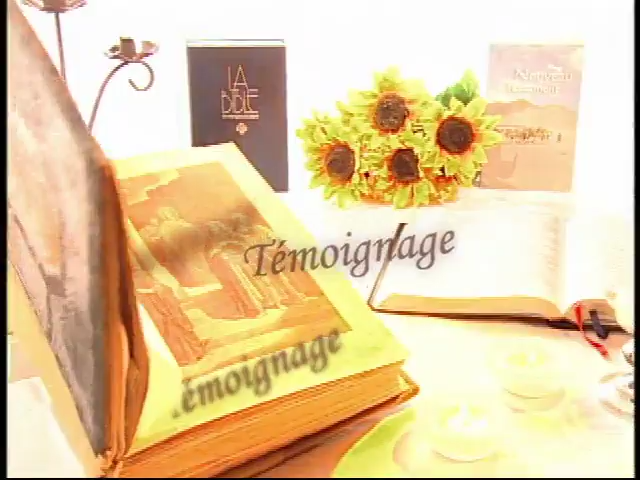 LA
BIBLE
Nouveau
Testament
Témoignage
émoignage